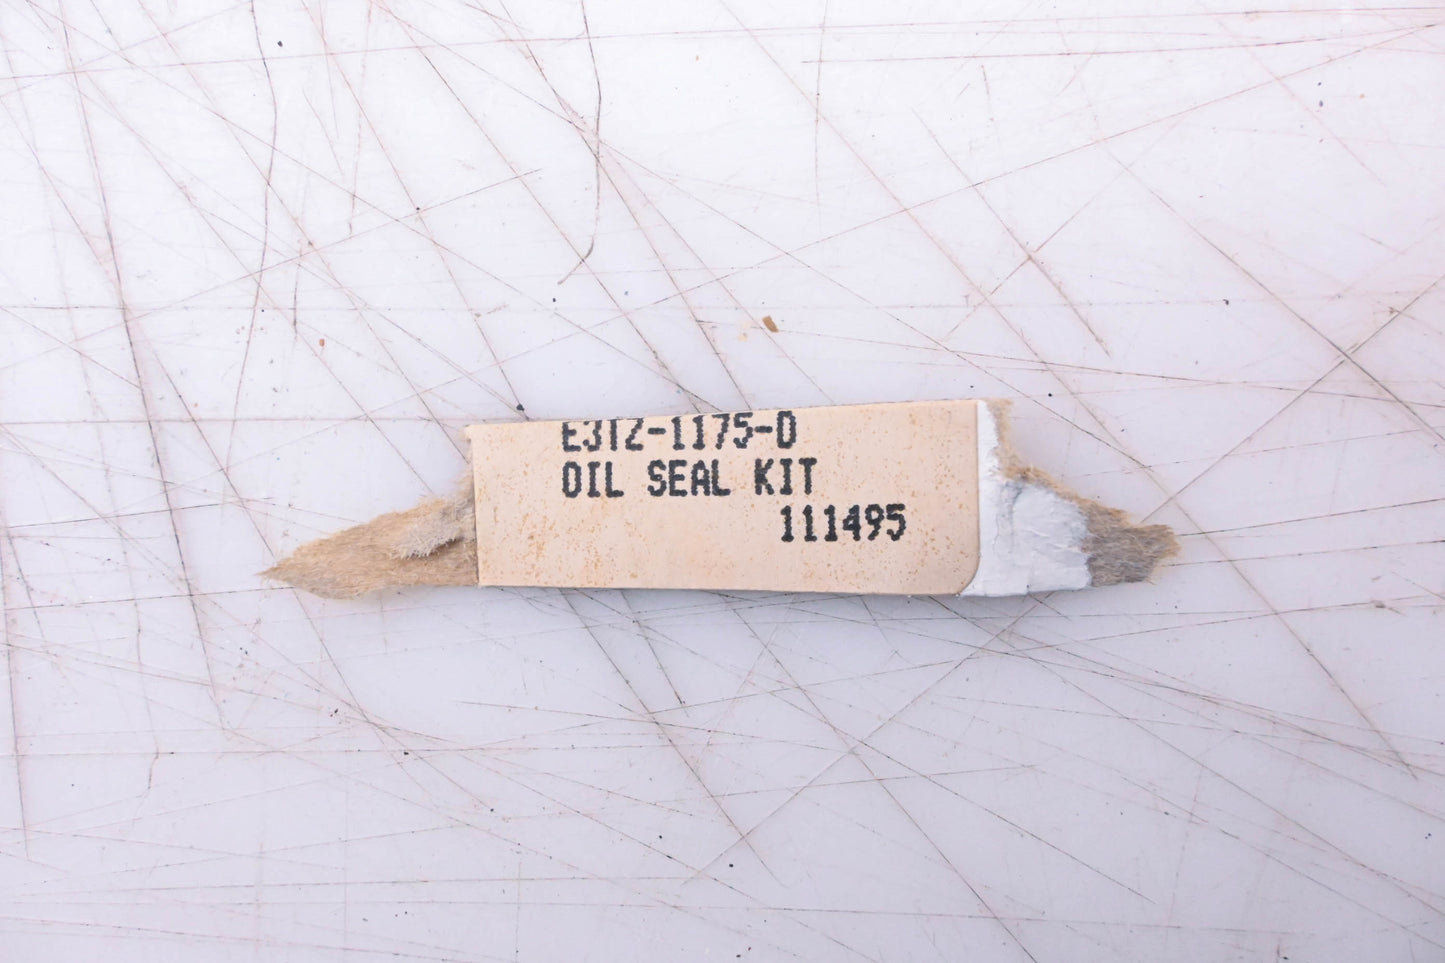 E3TZ-1175-D
OIL SEAL KIT
111495